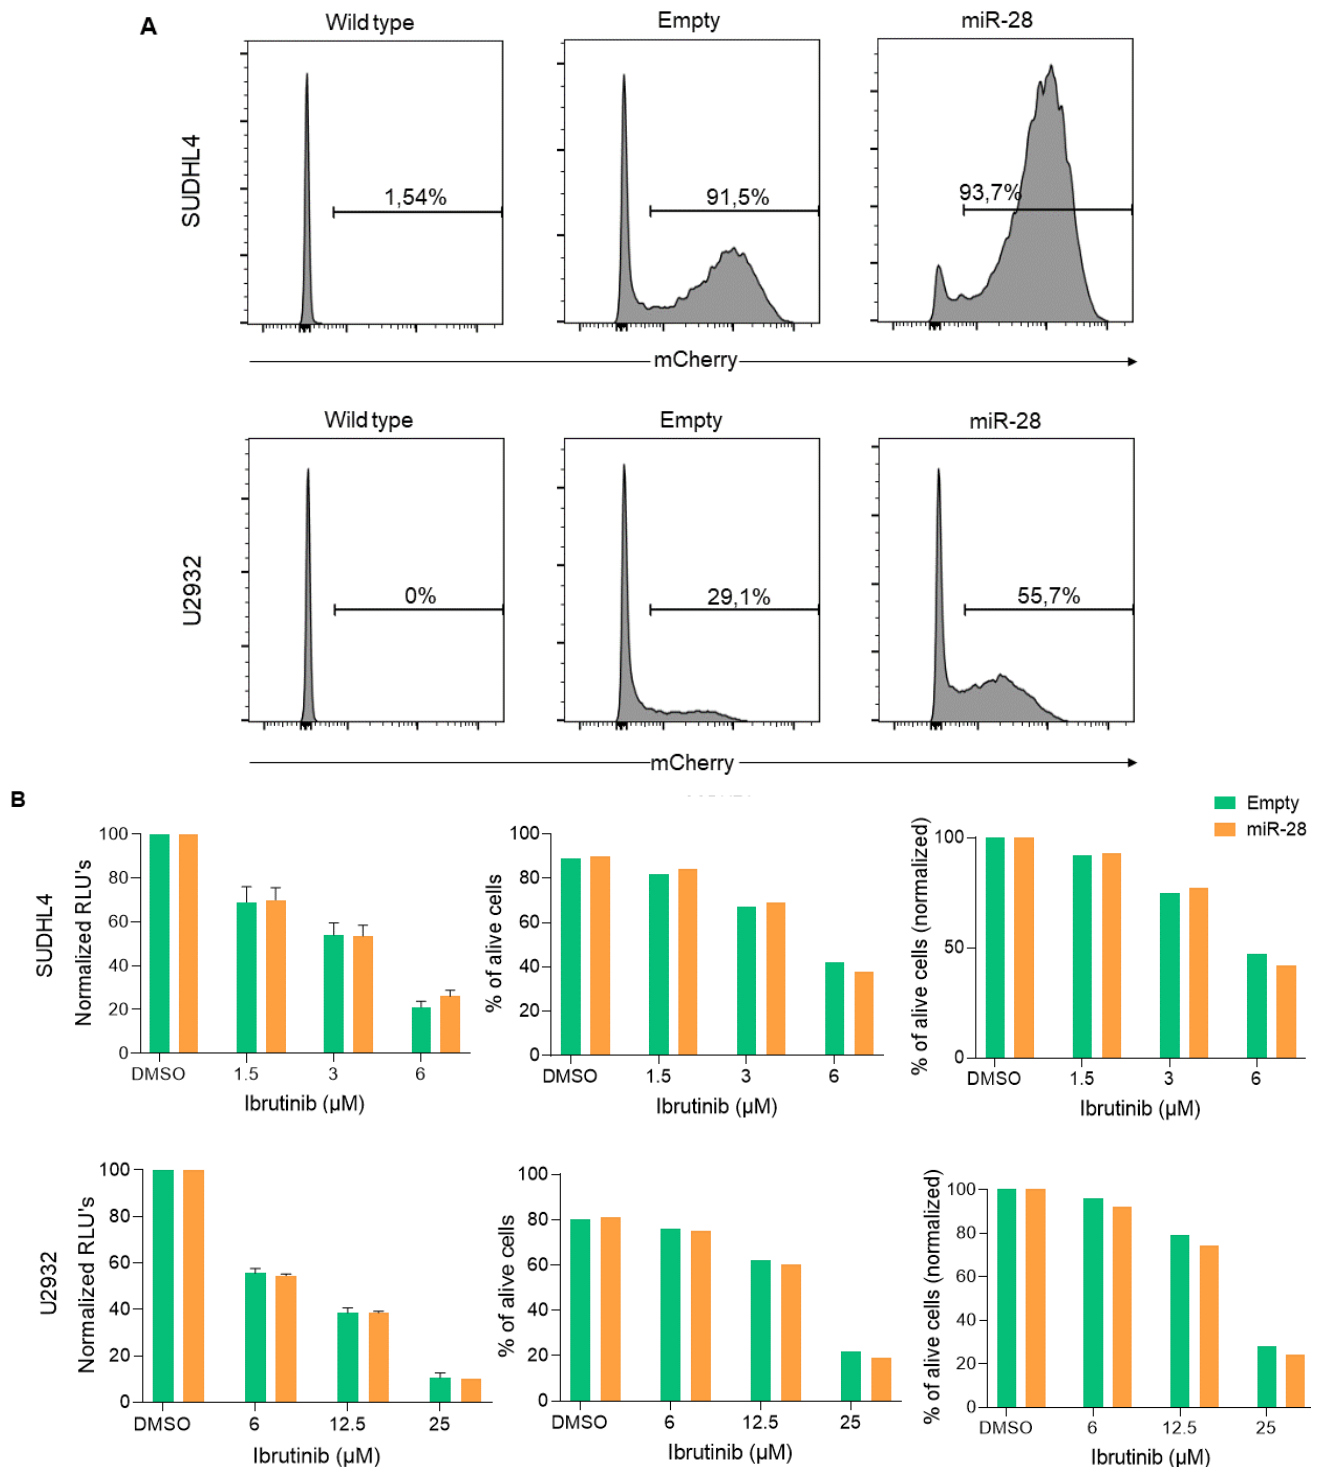 A
Wild type
Empty
miR-28
SUDHL4
1,54%
91,5%
93,7%
mCherry
Wild type
Empty
miR-28
U2932
0%
29,1%
55,7%
mCherry
B
Empty
miR-28
SUDHL4
Normalized RLU's
100
80
60
40
20
0
DMSO 1.5 3 6
Ibrutinib (µM)
% of alive cells
100
80
60
40
20
0
DMSO 1.5 3 6
Ibrutinib (µM)
% of alive cells (normalized)
100
50
0
DMSO 1.5 3 6
Ibrutinib (µM)
U2932
Normalized RLU's
100
80
60
40
20
0
DMSO 6 12.5 25
Ibrutinib (µM)
% of alive cells
100
80
60
40
20
0
DMSO 6 12.5 25
Ibrutinib (µM)
% of alive cells (normalized)
100
80
60
40
20
0
DMSO 6 12.5 25
Ibrutinib (µM)